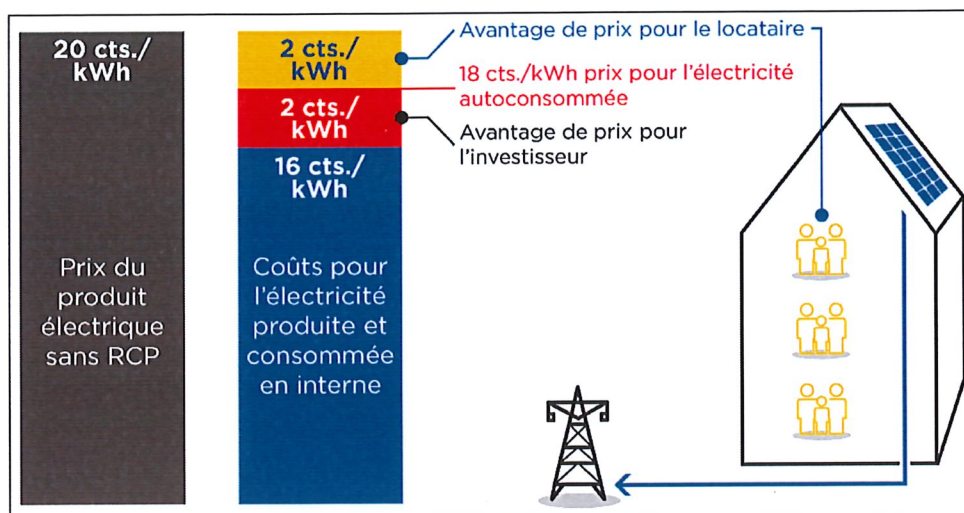 20 cts./
kWh
Prix du
produit
électrique
sans RCP
2 cts./
kWh
2 cts./
kWh
16 cts./
kWh
Coûts pour
l'électricité
produite et
consommée
en interne
Avantage de prix pour le locataire
18 cts./kWh prix pour l'électricité
autoconsommée
Avantage de prix pour
l'investisseur